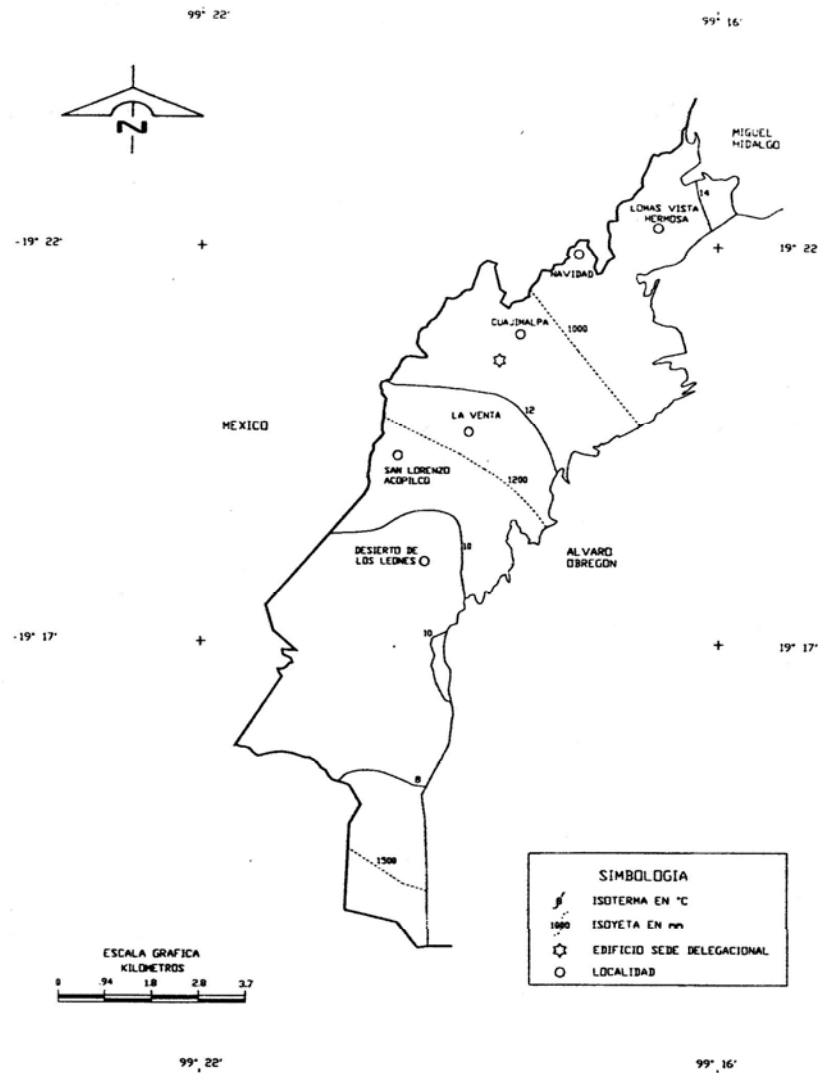 99° 22'
99° 16'
N
MIGUEL
HIDALGO
14
LOMAS VISTA
HERMOSA
-19° 22'
19° 22
NAVIDAD
CUAJIMALPA
1000
12
MEXICO
LA VENTA
SAN LORENZO
ACOPILCO
1200
DESIERTO DE
LOS LEONES
10
ALVARO
OBREGON
-19° 17'
10
19° 17'
8
1500
SIMBOLOGIA
8 ISOTERMA EN °C
1000 ISOYETA EN mm
EDIFICIO SEDE DELEGACIONAL
LOCALIDAD
ESCALA GRAFICA
KILOMETROS
0 .94 1.8 2.8 3.7
99° 22'
99° 16'